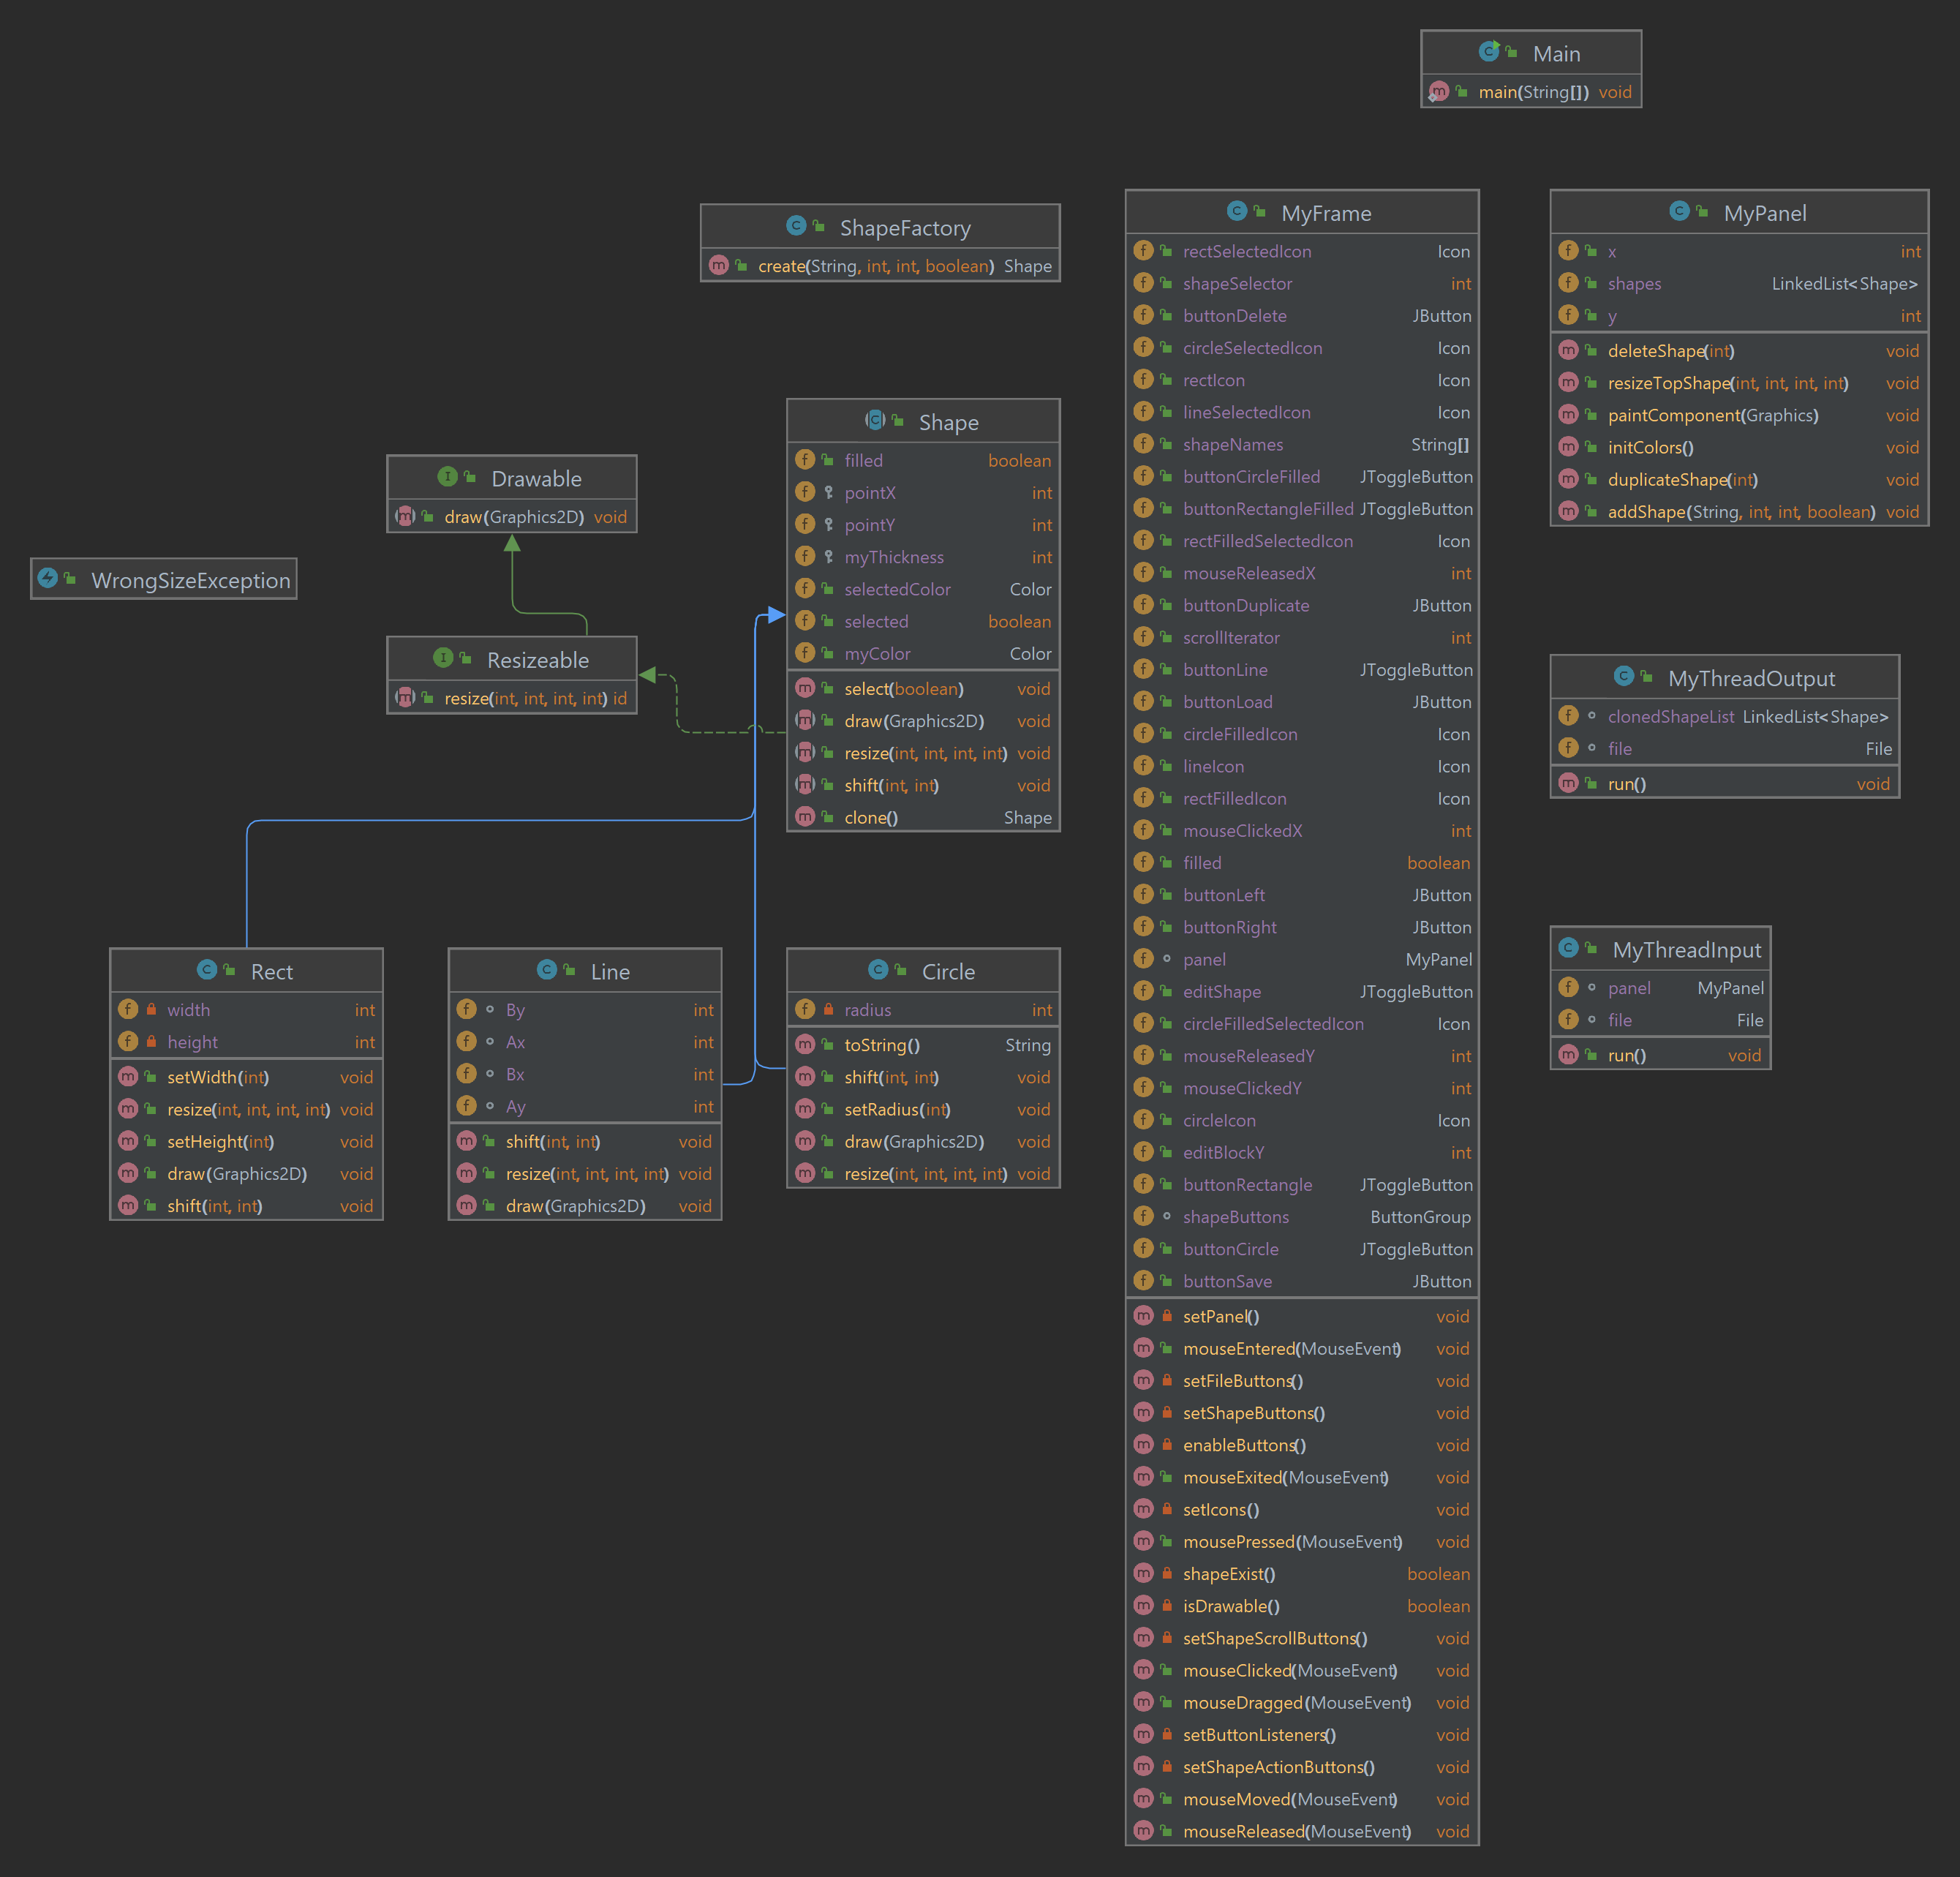 Main
main(String[]) void
ShapeFactory
create(String, int, int, boolean) Shape
Drawable
draw(Graphics2D) void
WrongSizeException
Resizeable
resize(int, int, int, int) id
Shape
filled boolean
pointX int
pointY int
myThickness int
selectedColor Color
selected boolean
myColor Color
select(boolean) void
draw(Graphics2D) void
resize(int, int, int, int) void
shift(int, int) void
clone() Shape
Rect
width int
height int
setWidth(int) void
resize(int, int, int, int) void
setHeight(int) void
draw(Graphics2D) void
shift(int, int) void
Line
By int
Ax int
Bx int
Ay int
shift(int, int) void
resize(int, int, int, int) void
draw(Graphics2D) void
Circle
radius int
toString() String
shift(int, int) void
setRadius(int) void
draw(Graphics2D) void
resize(int, int, int, int) void
MyFrame
rectSelectedIcon Icon
shapeSelector int
buttonDelete JButton
circleSelectedIcon Icon
rectIcon Icon
lineSelectedIcon Icon
shapeNames String[]
buttonCircleFilled JToggleButton
buttonRectangleFilled JToggleButton
rectFilledSelectedIcon Icon
mouseReleasedX int
buttonDuplicate JButton
scrollIterator int
buttonLine JToggleButton
buttonLoad JButton
circleFilledIcon Icon
lineIcon Icon
rectFilledIcon Icon
mouseClickedX int
filled boolean
buttonLeft JButton
buttonRight JButton
panel MyPanel
editShape JToggleButton
circleFilledSelectedIcon Icon
mouseReleasedY int
mouseClickedY int
circleIcon Icon
editBlockY int
buttonRectangle JToggleButton
shapeButtons ButtonGroup
buttonCircle JToggleButton
buttonSave JButton
setPanel() void
mouseEntered(MouseEvent) void
setFileButtons() void
setShapeButtons() void
enableButtons() void
mouseExited(MouseEvent) void
setIcons() void
mousePressed(MouseEvent) void
shapeExist() boolean
isDrawable() boolean
setShapeScrollButtons() void
mouseClicked(MouseEvent) void
mouseDragged(MouseEvent) void
setButtonListeners() void
setShapeActionButtons() void
mouseMoved(MouseEvent) void
mouseReleased(MouseEvent) void
MyPanel
x int
shapes LinkedList<Shape>
y int
deleteShape(int) void
resizeTopShape(int, int, int, int) void
paintComponent(Graphics) void
initColors() void
duplicateShape(int) void
addShape(String, int, int, boolean) void
MyThreadOutput
clonedShapeList LinkedList<Shape>
file File
run() void
MyThreadInput
panel MyPanel
file File
run() void